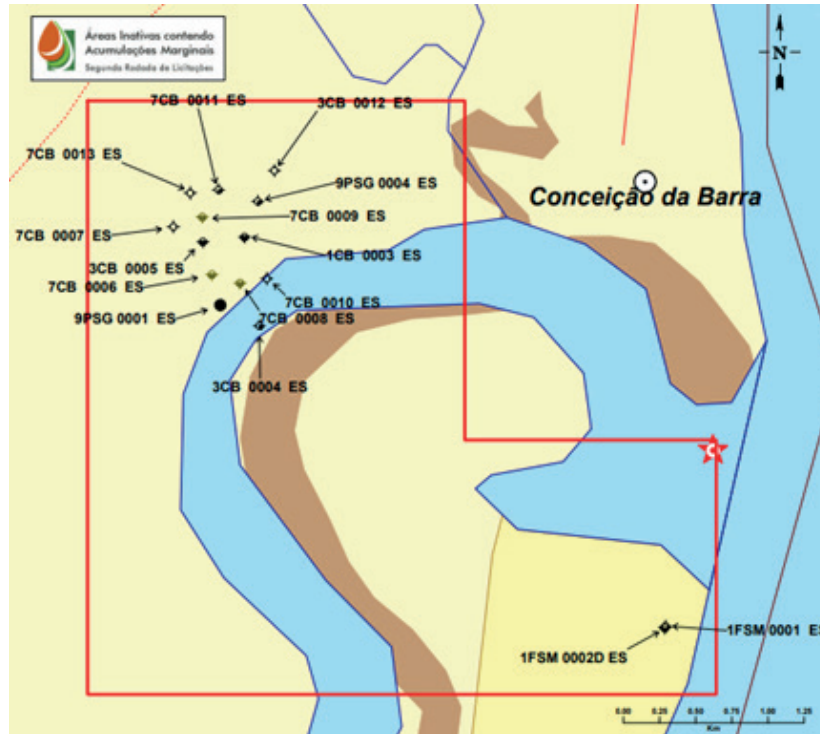 Áreas Inativas contendo
Acumulações Marginais
Segunda Rodada de Licitações
N
7CB 0011 ES
3CB 0012 ES
7CB 0013 ES
9PSG 0004 ES
Conceição da Barra
7CB 0009 ES
7CB 0007 ES
1CB 0003 ES
3CB 0005 ES
7CB 0006 ES
7CB 0010 ES
9PSG 0001 ES
7CB 0008 ES
3CB 0004 ES
C
1FSM 0001 ES
1FSM 0002D ES
0.00 0.25 0.50 0.75 1.00 1.25
Km